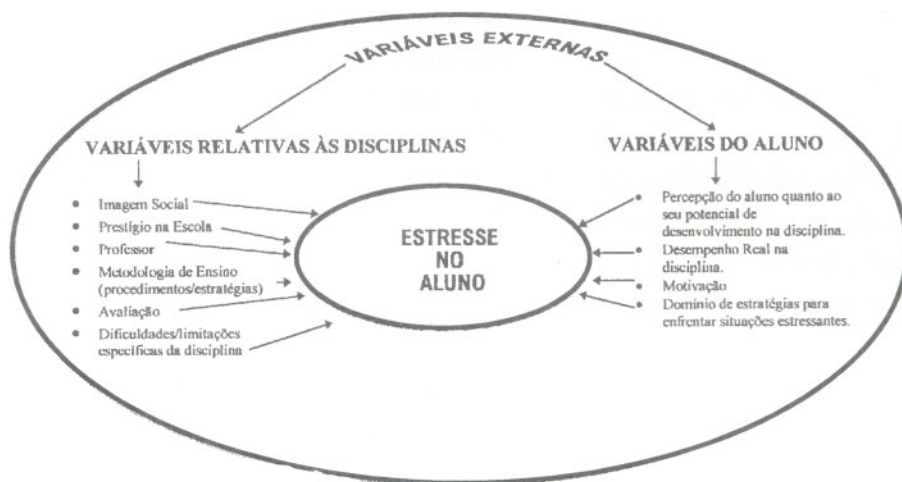 VARIÁVEIS EXTERNAS
VARIÁVEIS RELATIVAS ÀS DISCIPLINAS
• Imagem Social
• Prestígio na Escola
• Professor
• Metodologia de Ensino
(procedimentos/estratégias)
• Avaliação
• Dificuldades/limitações
específicas da disciplina
ESTRESSE
NO
ALUNO
VARIÁVEIS DO ALUNO
• Percepção do aluno quanto ao
seu potencial de
desenvolvimento na disciplina.
• Desempenho Real na
disciplina.
• Motivação
• Domínio de estratégias para
enfrentar situações estressantes.